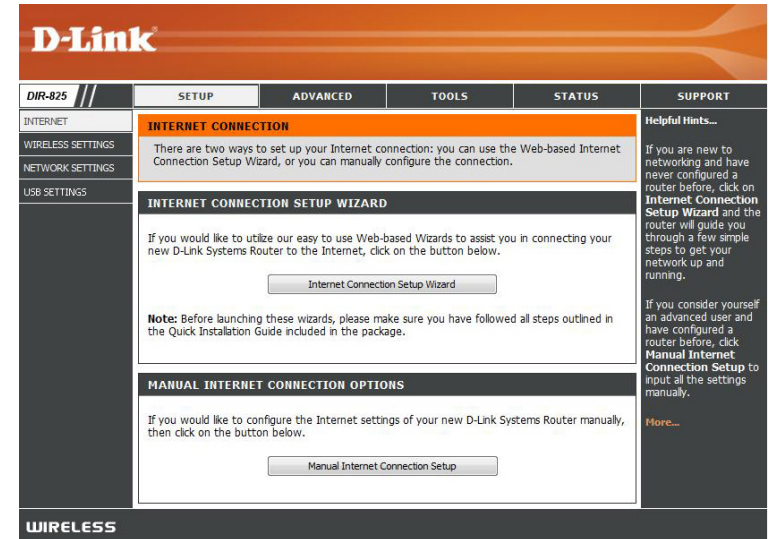 D-Link
DIR-825 //
SETUP
ADVANCED
TOOLS
STATUS
SUPPORT
INTERNET
WIRELESS SETTINGS
NETWORK SETTINGS
USB SETTINGS
INTERNET CONNECTION
There are two ways to set up your Internet connection: you can use the Web-based Internet
Connection Setup Wizard, or you can manually configure the connection.
INTERNET CONNECTION SETUP WIZARD
If you would like to utilize our easy to use Web-based Wizards to assist you in connecting your
new D-Link Systems Router to the Internet, click on the button below.
Internet Connection Setup Wizard
Note: Before launching these wizards, please make sure you have followed all steps outlined in
the Quick Installation Guide included in the package.
MANUAL INTERNET CONNECTION OPTIONS
If you would like to configure the Internet settings of your new D-Link Systems Router manually,
then click on the button below.
Manual Internet Connection Setup
Helpful Hints...
If you are new to
networking and have
never configured a
router before, click on
Internet Connection
Setup Wizard and the
router will guide you
through a few simple
steps to get your
network up and
running.
If you consider yourself
an advanced user and
have configured a
router before, click
Manual Internet
Connection Setup to
input all the settings
manually.
More...
WIRELESS